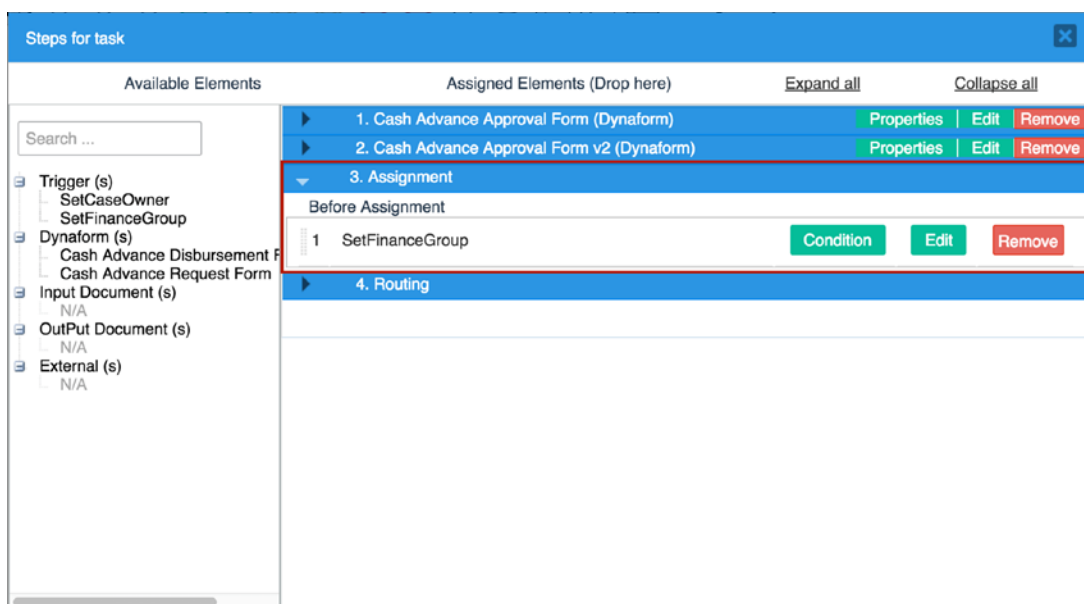 Steps for task
Available Elements Assigned Elements (Drop here) Expand all Collapse all
Search ...
Trigger (s)
SetCaseOwner
SetFinanceGroup
Dynaform (s)
Cash Advance Disbursement F
Cash Advance Request Form
Input Document (s)
N/A
OutPut Document (s)
N/A
External (s)
N/A
1. Cash Advance Approval Form (Dynaform) Properties Edit Remove
2. Cash Advance Approval Form v2 (Dynaform) Properties Edit Remove
3. Assignment
Before Assignment
1 SetFinanceGroup Condition Edit Remove
4. Routing